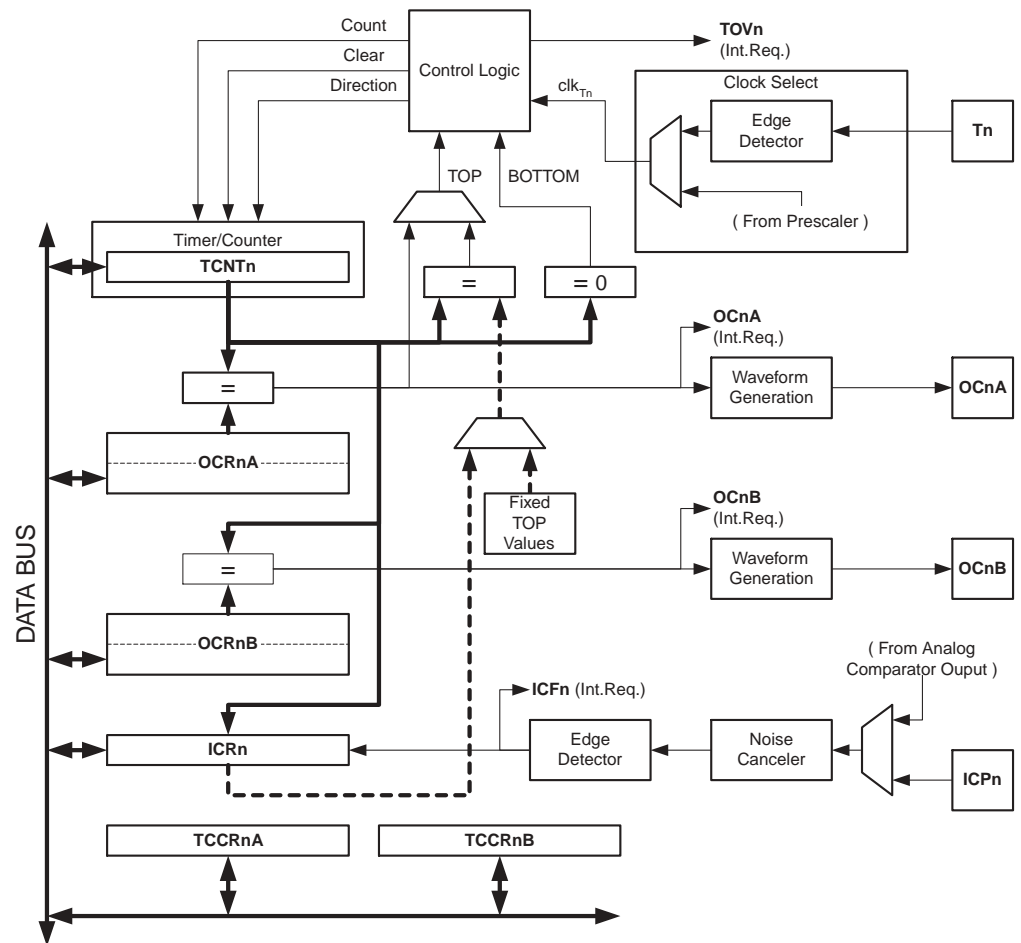 Count
Clear
Direction
Control Logic
TOVn
(Int.Req.)
Clock Select
clkTn
Edge
Detector
Tn
( From Prescaler )
TOP
BOTTOM
Timer/Counter
TCNTn
=
= 0
OCnA
(Int.Req.)
=
Waveform
Generation
OCnA
OCRnA
Fixed
TOP
Values
OCnB
(Int.Req.)
=
Waveform
Generation
OCnB
OCRnB
DATA BUS
( From Analog
Comparator Ouput )
ICFn (Int.Req.)
ICRn
Edge
Detector
Noise
Canceler
ICPn
TCCRnA
TCCRnB